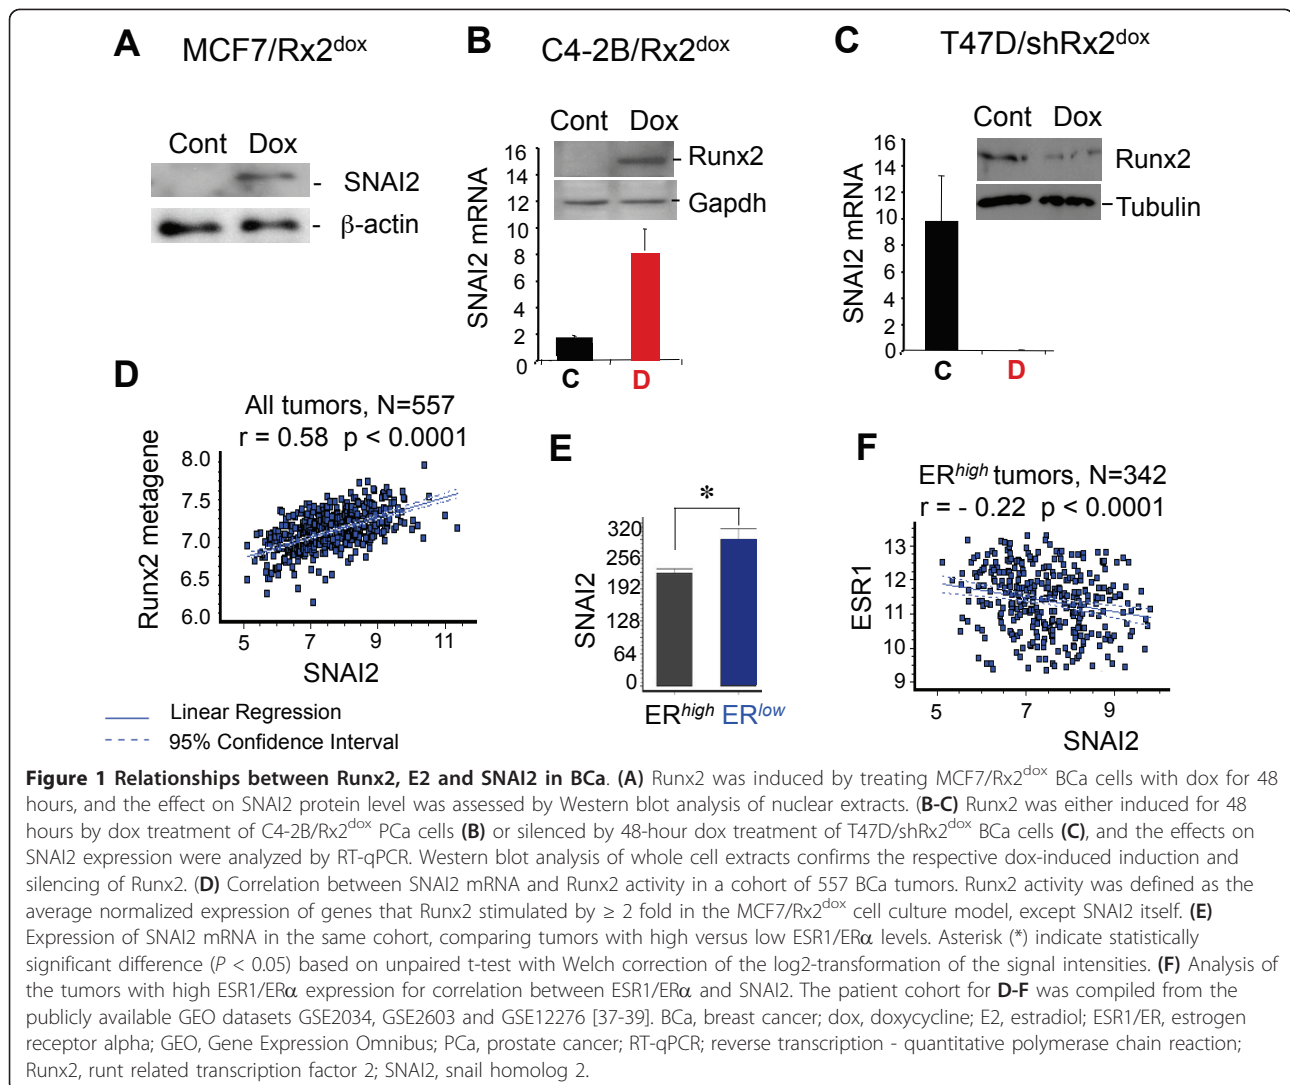 A
MCF7/Rx2dox
Cont Dox
- SNAI2
- β-actin
B
C4-2B/Rx2dox
Cont Dox
- Runx2
- Gapdh
SNAI2 mRNA
16
14
12
10
8
6
4
2
0
C D
C
T47D/shRx2dox
Cont Dox
Runx2
- Tubulin
SNAI2 mRNA
16
14
12
10
8
6
4
2
0
C D
D
All tumors, N=557
r = 0.58 p < 0.0001
Runx2 metagene
8.0
7.5
7.0
6.5
6.0
5 7 9 11
SNAI2
Linear Regression
95% Confidence Interval
E
*
SNAI2
320
256
192
128
64
0
ERhigh ERlow
F
ERhigh tumors, N=342
r = - 0.22 p < 0.0001
ESR1
13
12
11
10
9
5 7 9
SNAI2
Figure 1 Relationships between Runx2, E2 and SNAI2 in BCa. (A) Runx2 was induced by treating MCF7/Rx2dox BCa cells with dox for 48
hours, and the effect on SNAI2 protein level was assessed by Western blot analysis of nuclear extracts. (B-C) Runx2 was either induced for 48
hours by dox treatment of C4-2B/Rx2dox PCa cells (B) or silenced by 48-hour dox treatment of T47D/shRx2dox BCa cells (C), and the effects on
SNAI2 expression were analyzed by RT-qPCR. Western blot analysis of whole cell extracts confirms the respective dox-induced induction and
silencing of Runx2. (D) Correlation between SNAI2 mRNA and Runx2 activity in a cohort of 557 BCa tumors. Runx2 activity was defined as the
average normalized expression of genes that Runx2 stimulated by ≥ 2 fold in the MCF7/Rx2dox cell culture model, except SNAI2 itself. (E)
Expression of SNAI2 mRNA in the same cohort, comparing tumors with high versus low ESR1/ERα levels. Asterisk (*) indicate statistically
significant difference (P < 0.05) based on unpaired t-test with Welch correction of the log2-transformation of the signal intensities. (F) Analysis of
the tumors with high ESR1/ERα expression for correlation between ESR1/ERα and SNAI2. The patient cohort for D-F was compiled from the
publicly available GEO datasets GSE2034, GSE2603 and GSE12276 [37-39]. BCa, breast cancer; dox, doxycycline; E2, estradiol; ESR1/ER, estrogen
receptor alpha; GEO, Gene Expression Omnibus; PCa, prostate cancer; RT-qPCR; reverse transcription - quantitative polymerase chain reaction;
Runx2, runt related transcription factor 2; SNAI2, snail homolog 2.